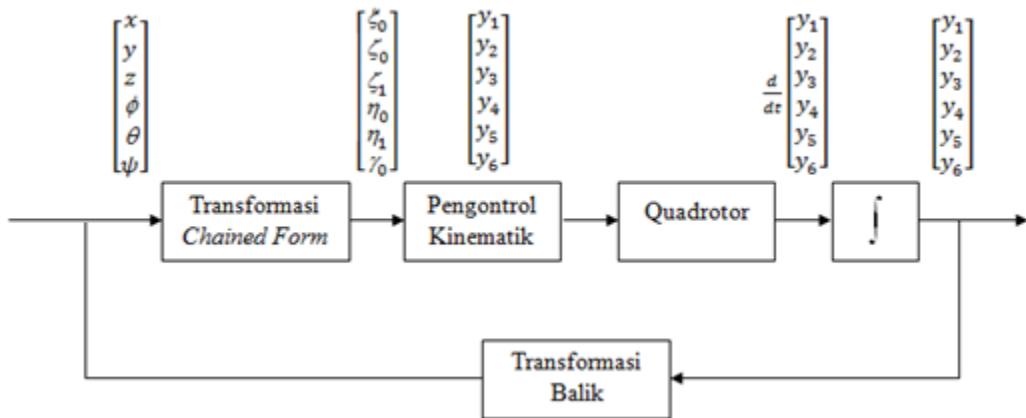 x
y
z
ϕ
θ
ψ
ξ₀
ζ₀
ζ₁
η₀
η₁
γ₀
y₁
y₂
y₃
y₄
y₅
y₆
d/dt
y₁
y₂
y₃
y₄
y₅
y₆
y₁
y₂
y₃
y₄
y₅
y₆
Transformasi
Chained Form
Pengontrol
Kinematik
Quadrotor
∫
Transformasi
Balik